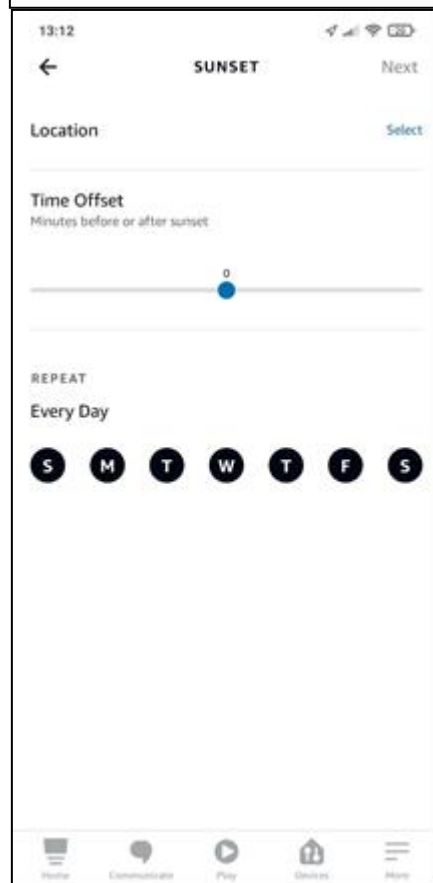 13:12
SUNSET Next
Location Select
Time Offset
Minutes before or after sunset
0
REPEAT
Every Day
S M T W T F S
Home Communicate Play Devices More